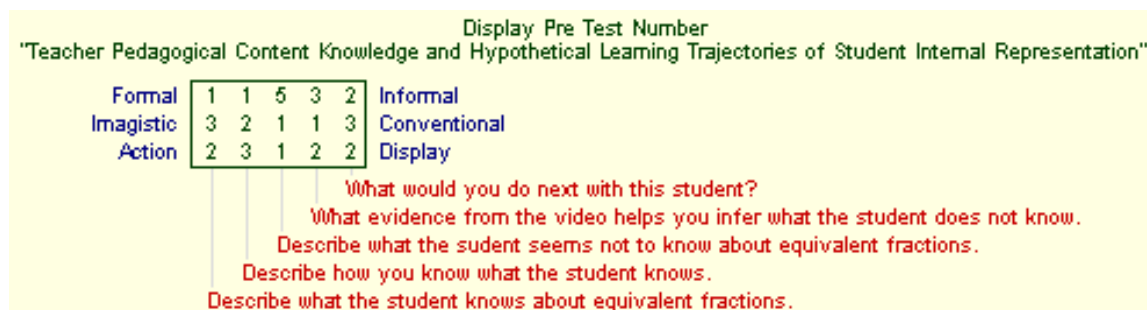 Display Pre Test Number
"Teacher Pedagogical Content Knowledge and Hypothetical Learning Trajectories of Student Internal Representation"
Formal 1 1 5 3 2 Informal
Imagistic 3 2 1 1 3 Conventional
Action 2 3 1 2 2 Display
What would you do next with this student?
What evidence from the video helps you infer what the student does not know.
Describe what the sudent seems not to know about equivalent fractions.
Describe how you know what the student knows.
Describe what the student knows about equivalent fractions.